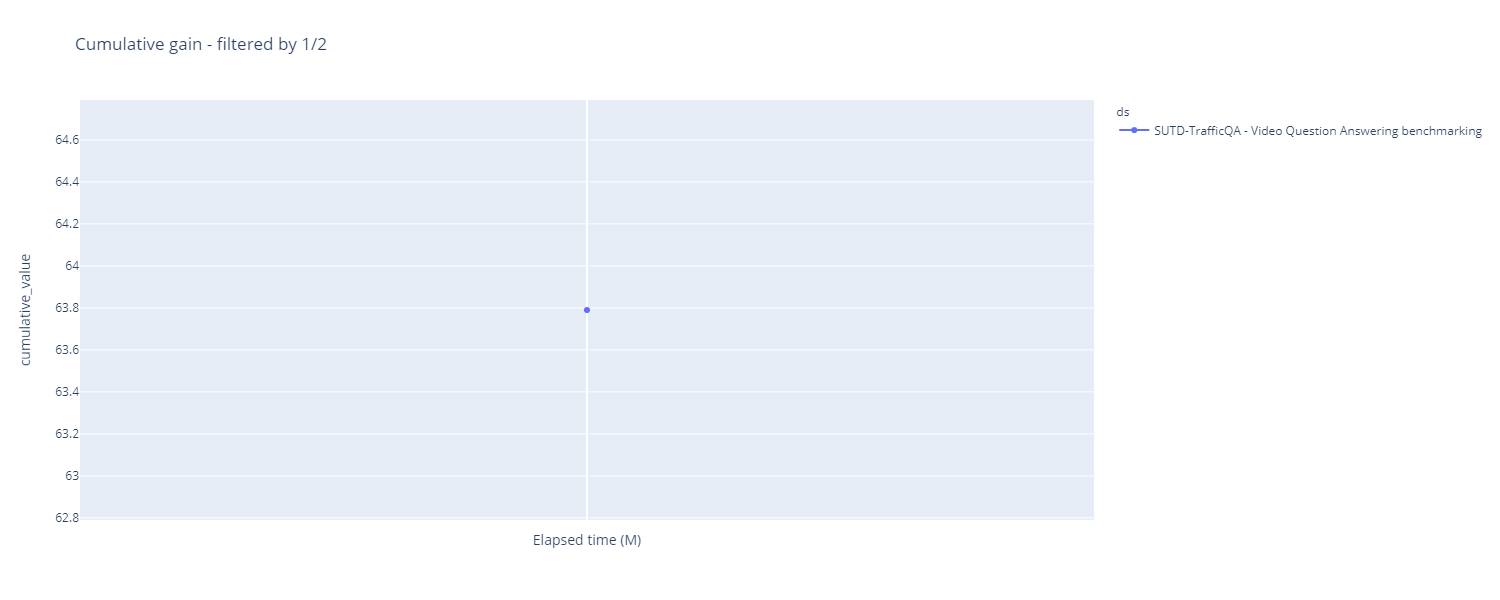 Cumulative gain - filtered by 1/2
ds
SUTD-TrafficQA - Video Question Answering benchmarking
64.6
64.4
64.2
64
63.8
63.6
63.4
63.2
63
62.8
cumulative_value
Elapsed time (M)